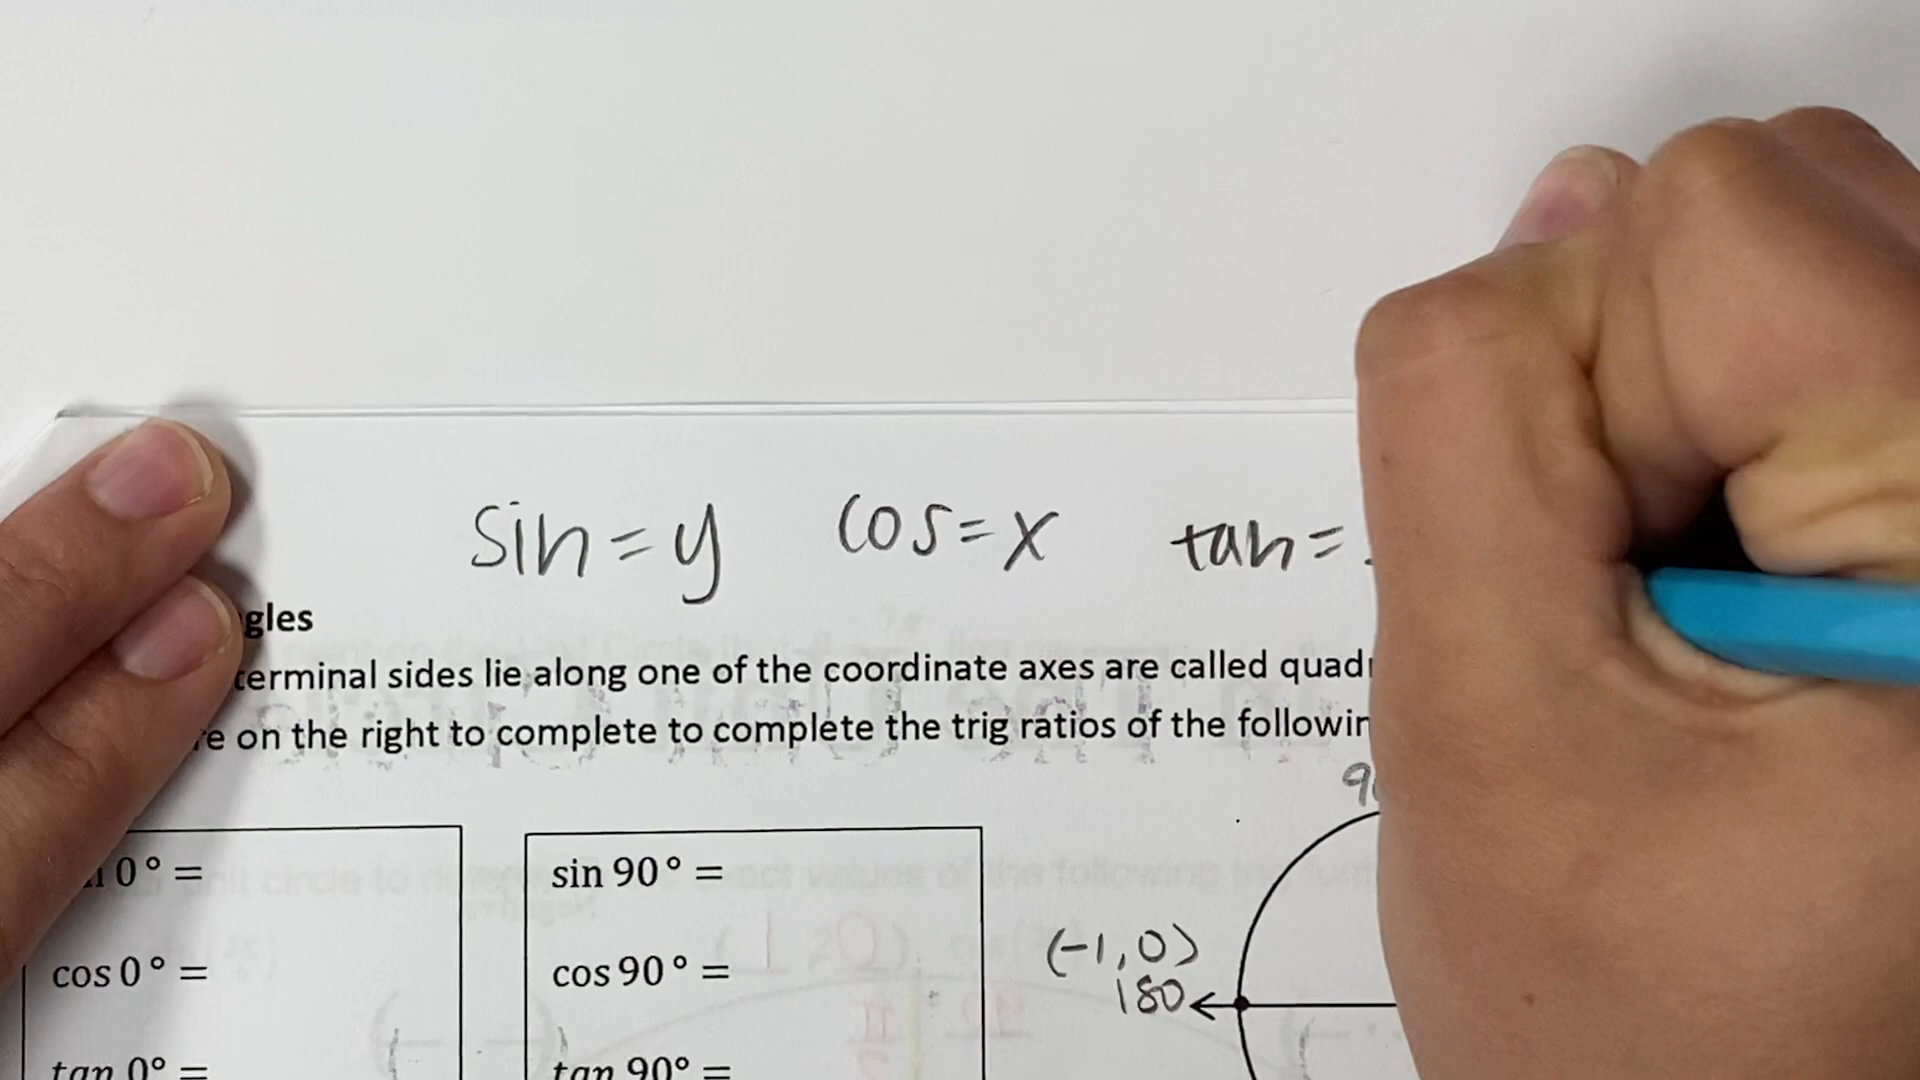 sin = y cos = x tan =
gles
terminal sides lie along one of the coordinate axes are called quad
e on the right to complete to complete the trig ratios of the followin
0° =
sin 90° =
cos 0° =
cos 90° =
(-1,0)
180
tan 0° =
tan 90° =